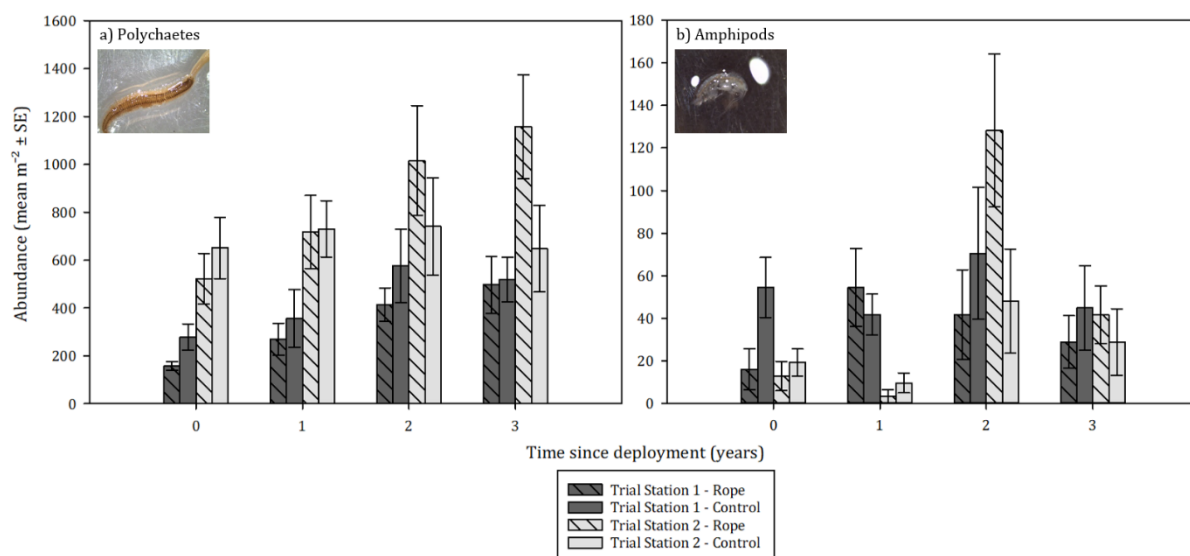 a) Polychaetes
b) Amphipods
Abundance (mean m⁻² ± SE)
1600
1400
1200
1000
800
600
400
200
0
0 1 2 3
180
160
140
120
100
80
60
40
20
0
0 1 2 3
Time since deployment (years)
Trial Station 1 - Rope
Trial Station 1 - Control
Trial Station 2 - Rope
Trial Station 2 - Control